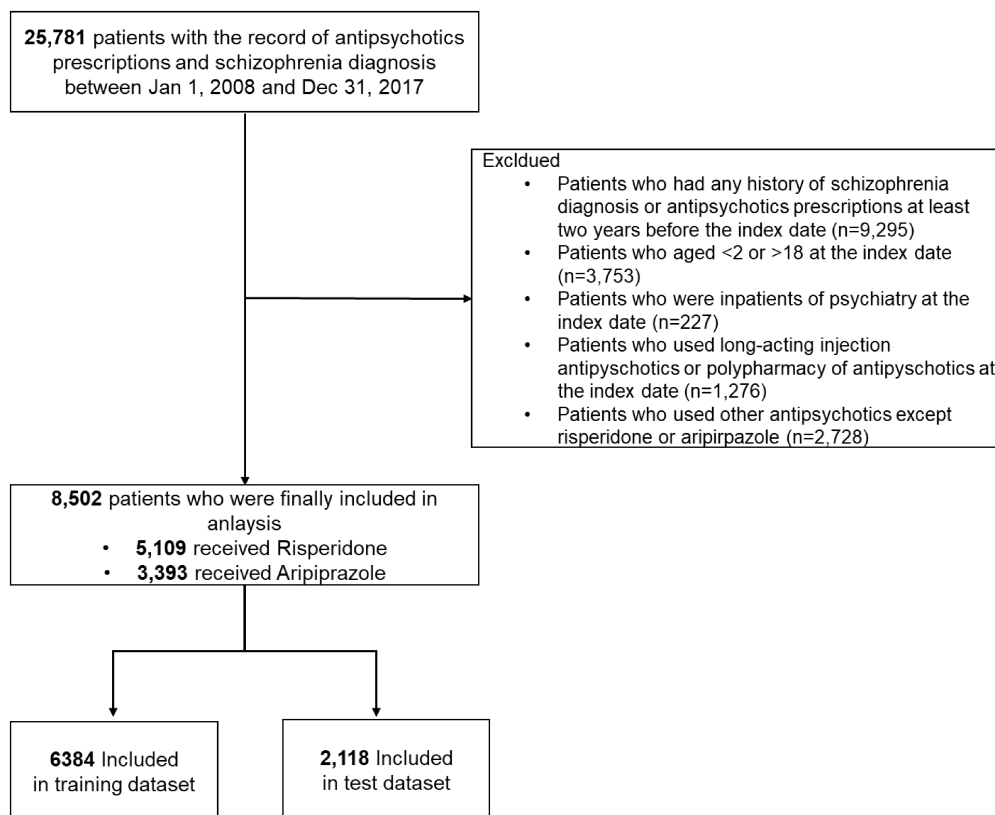 25,781 patients with the record of antipsychotics
prescriptions and schizophrenia diagnosis
between Jan 1, 2008 and Dec 31, 2017
Excldued
• Patients who had any history of schizophrenia
diagnosis or antipsychotics prescriptions at least
two years before the index date (n=9,295)
• Patients who aged <2 or >18 at the index date
(n=3,753)
• Patients who were inpatients of psychiatry at the
index date (n=227)
• Patients who used long-acting injection
antipyschotics or polypharmacy of antipyschotics at
the index date (n=1,276)
• Patients who used other antipsychotics except
risperidone or aripirpazole (n=2,728)
8,502 patients who were finally included in
anlaysis
• 5,109 received Risperidone
• 3,393 received Aripiprazole
6384 Included
in training dataset
2,118 Included
in test dataset